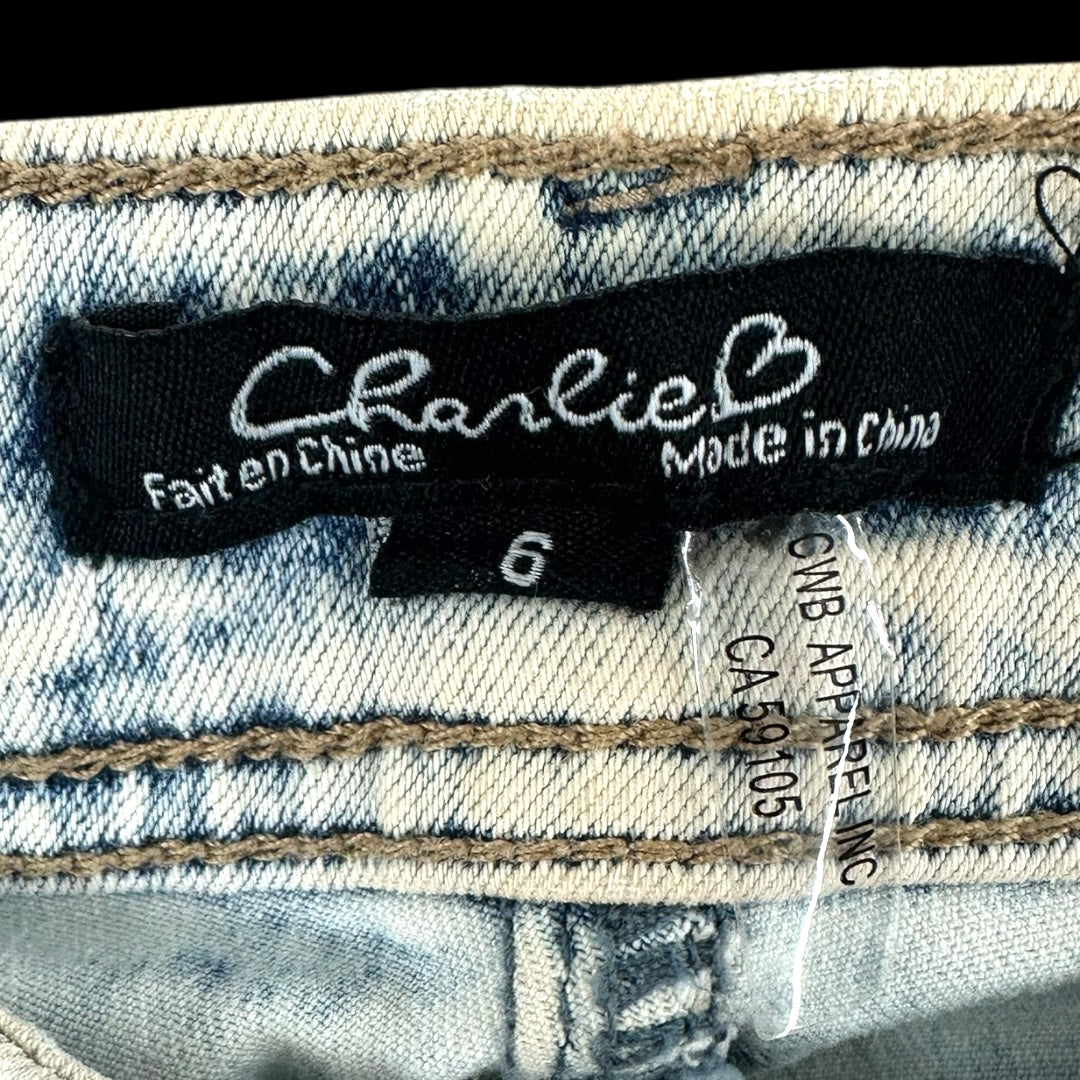 Charlie B
Fait en Chine
Made in China
6
CWB APPAREL INC
CA 59105